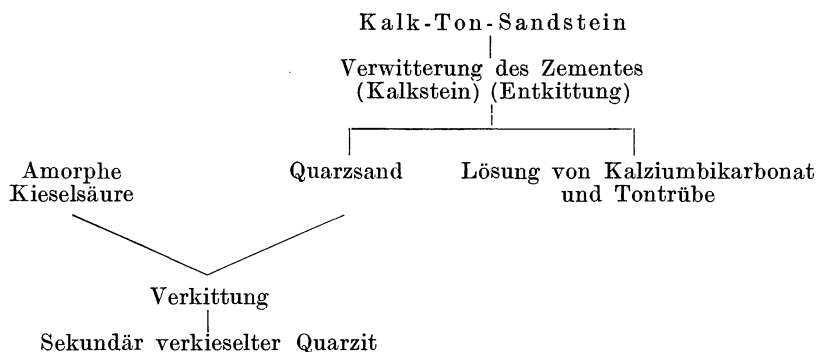 Kalk-Ton-Sandstein
Verwitterung des Zementes
(Kalkstein) (Entkittung)
Amorphe
Kieselsäure
Quarzsand
Lösung von Kalziumbikarbonat
und Tontrübe
Verkittung
Sekundär verkieselter Quarzit